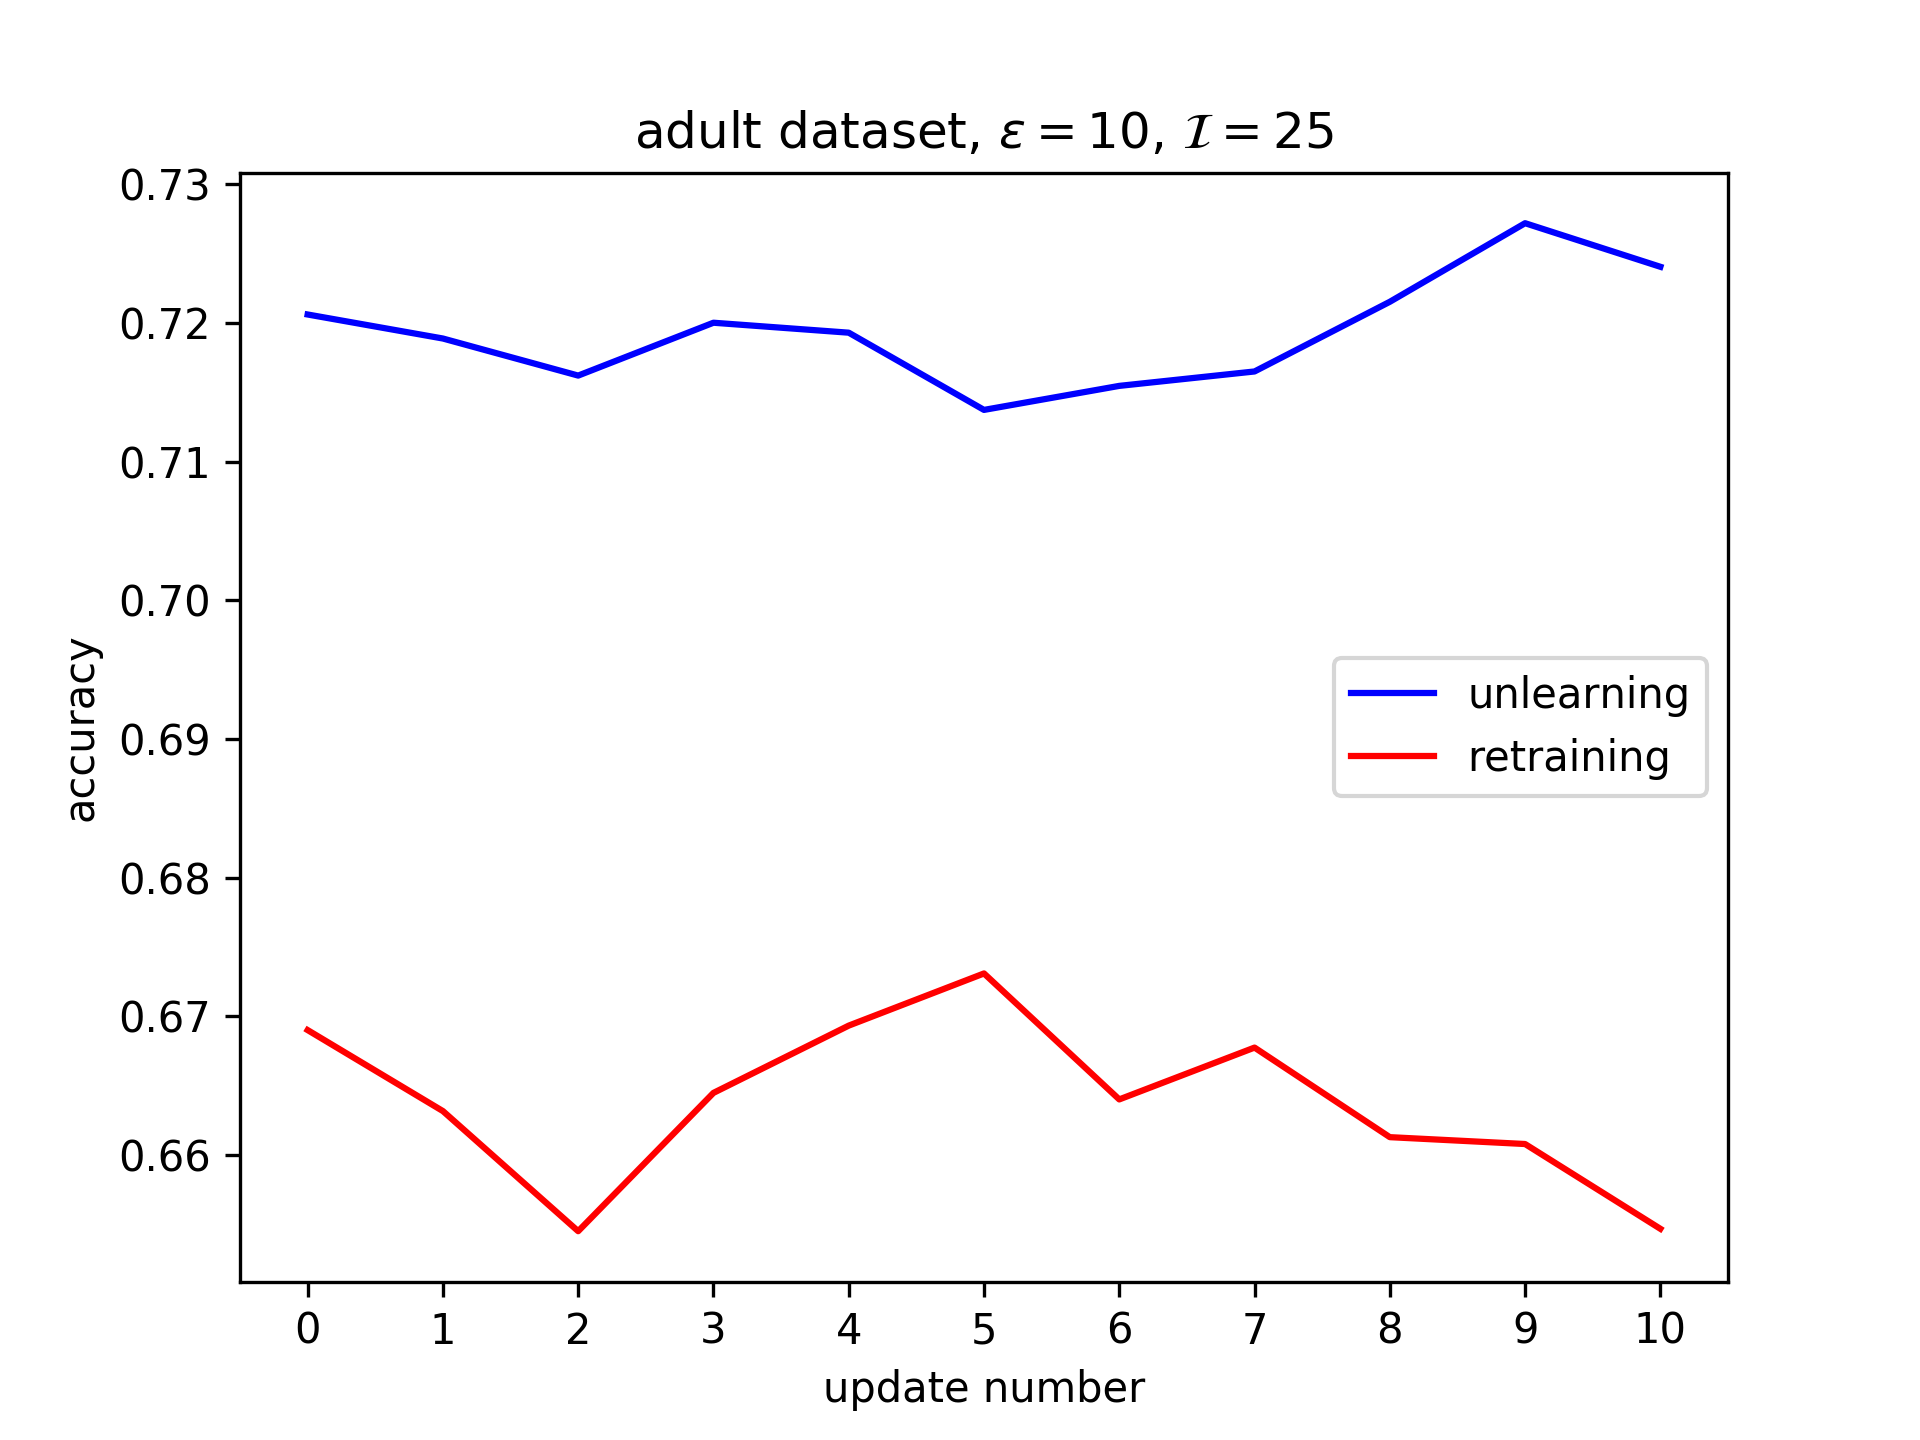 adult dataset, ε = 10, ℐ = 25
0.73
0.72
0.71
0.70
0.69
0.68
0.67
0.66
accuracy
unlearning
retraining
0 1 2 3 4 5 6 7 8 9 10
update number